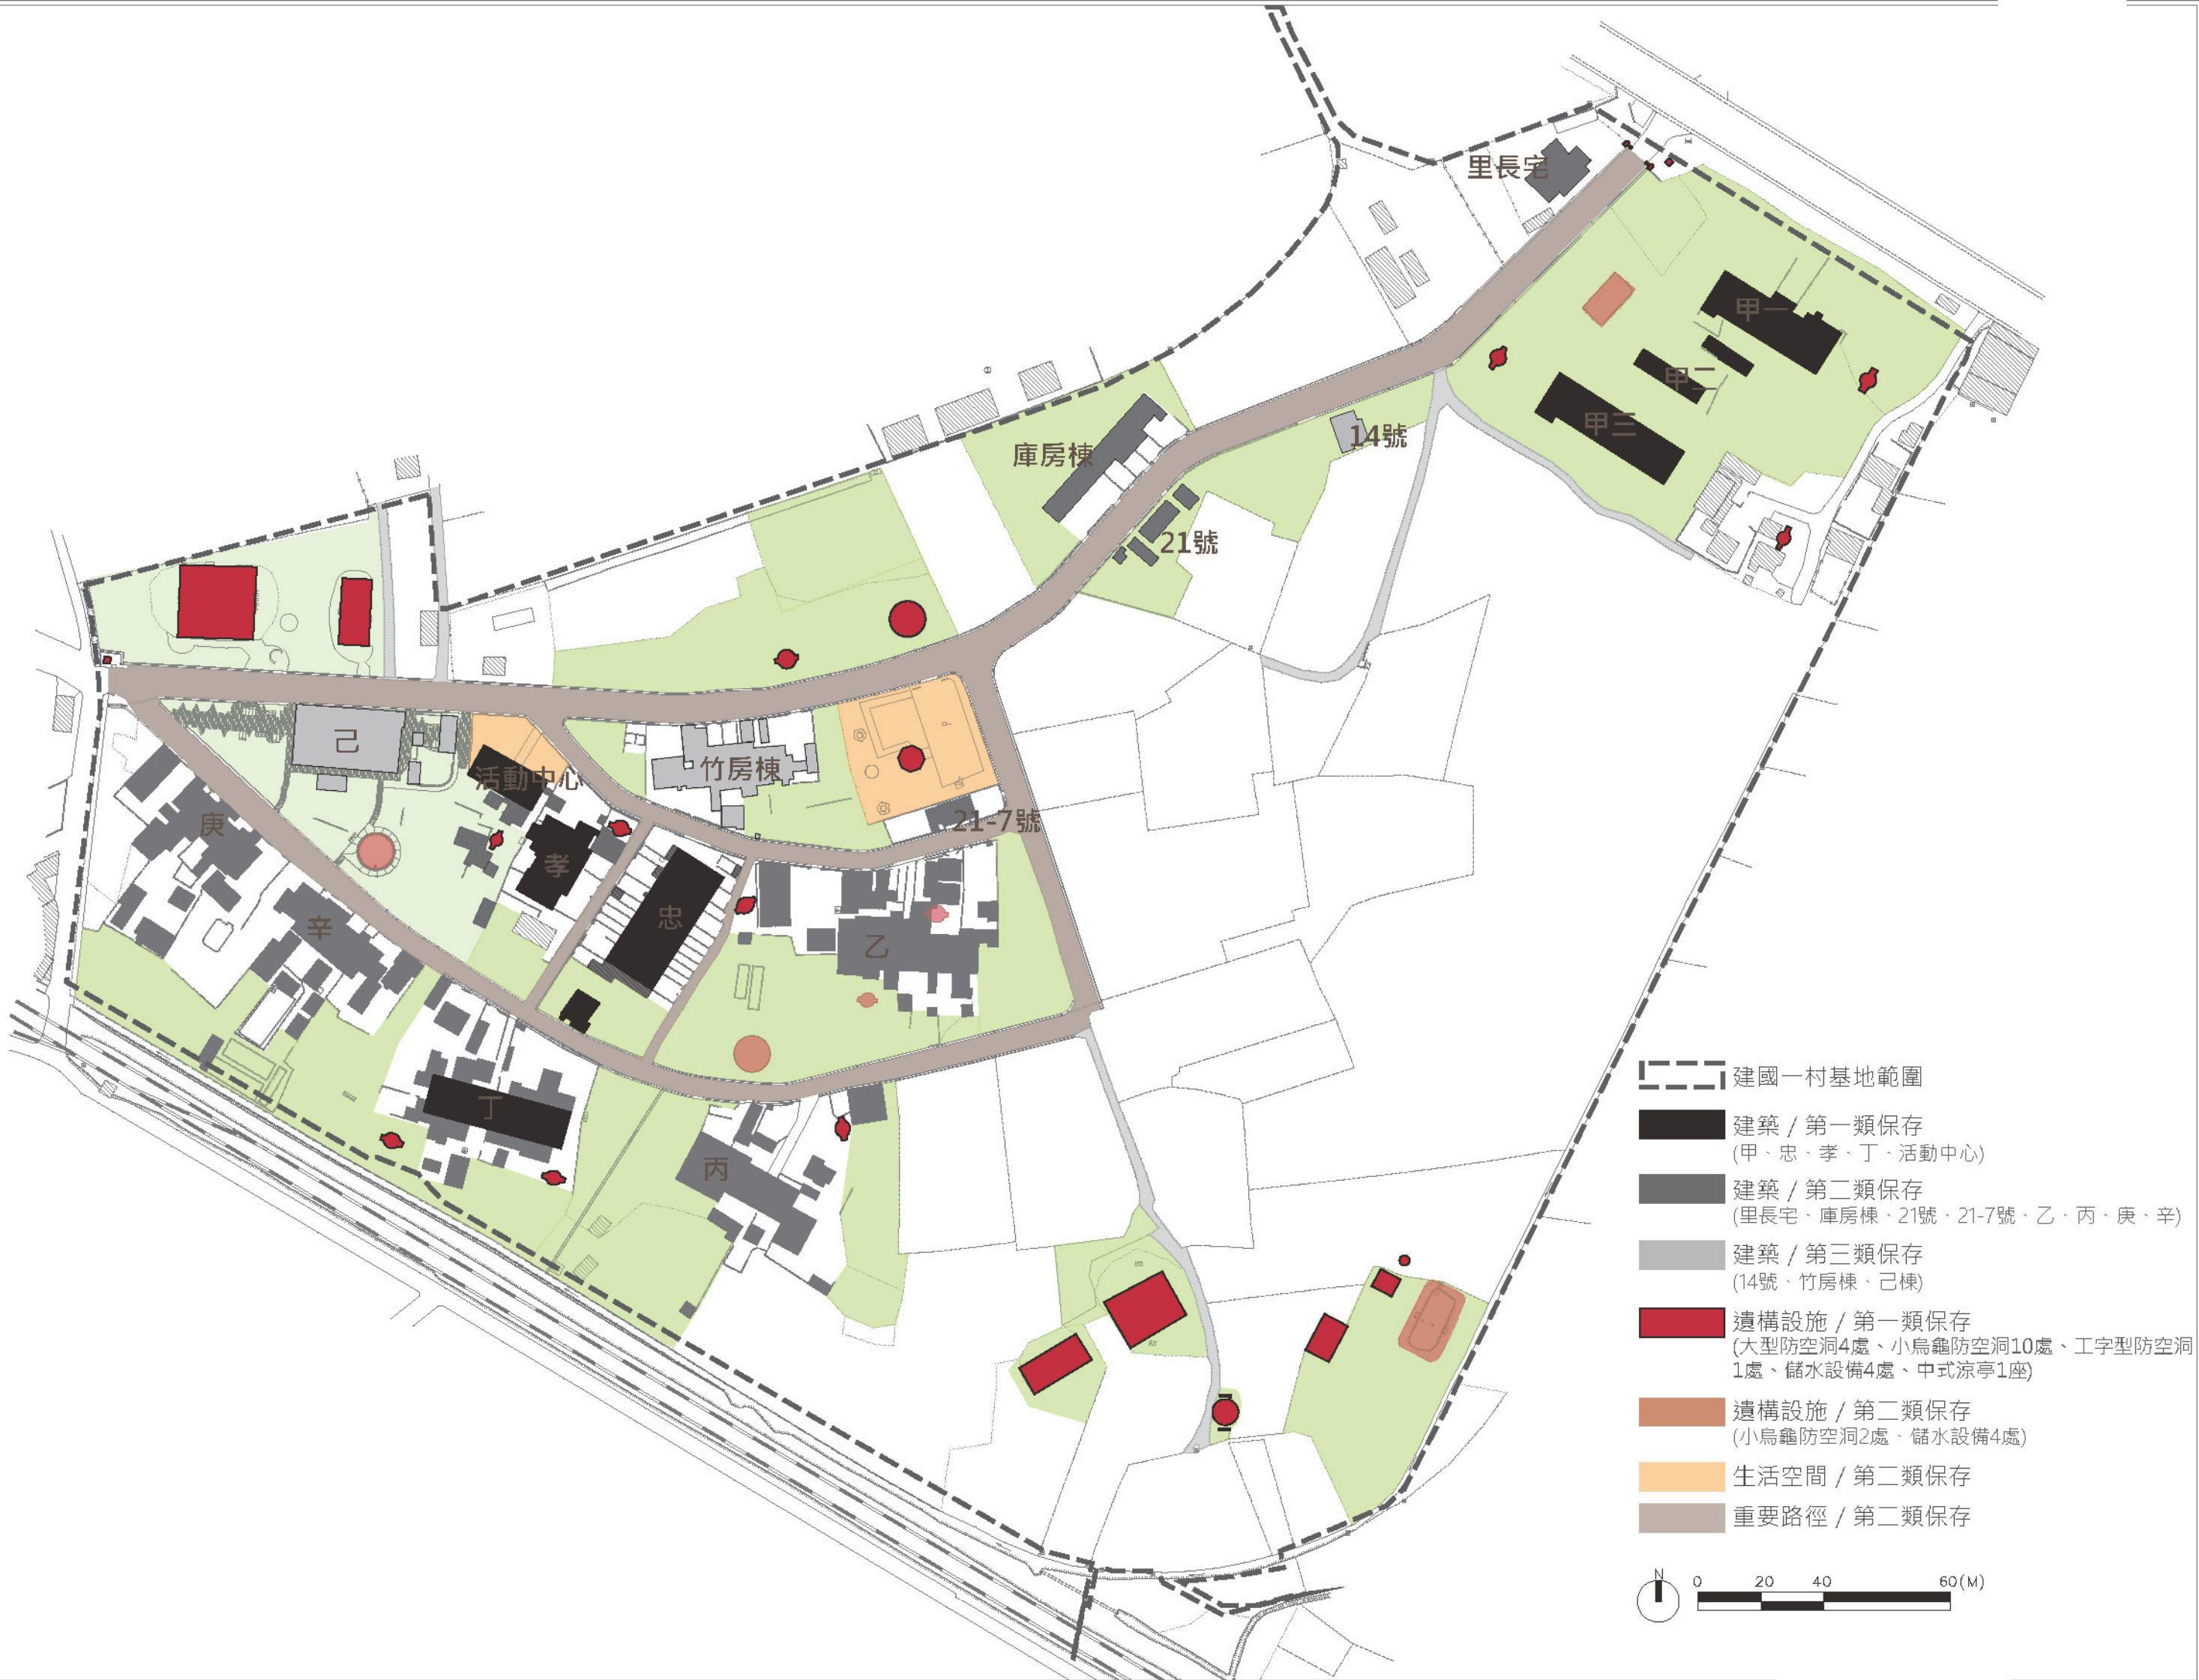 里長宅
甲一
甲二
甲三
14號
庫房棟
21號
己
活動中心
竹房棟
21-7號
庚
孝
忠
辛
乙
丁
丙
建國一村基地範圍
建築 / 第一類保存
(甲、忠、孝、丁、活動中心)
建築 / 第二類保存
(里長宅、庫房棟、21號、21-7號、乙、丙、庚、辛)
建築 / 第三類保存
(14號、竹房棟、己棟)
遺構設施 / 第一類保存
(大型防空洞4處、小烏龜防空洞10處、工字型防空洞
1處、儲水設備4處、中式涼亭1座)
遺構設施 / 第二類保存
(小烏龜防空洞2處、儲水設備4處)
生活空間 / 第二類保存
重要路徑 / 第二類保存
N
0 20 40 60(M)